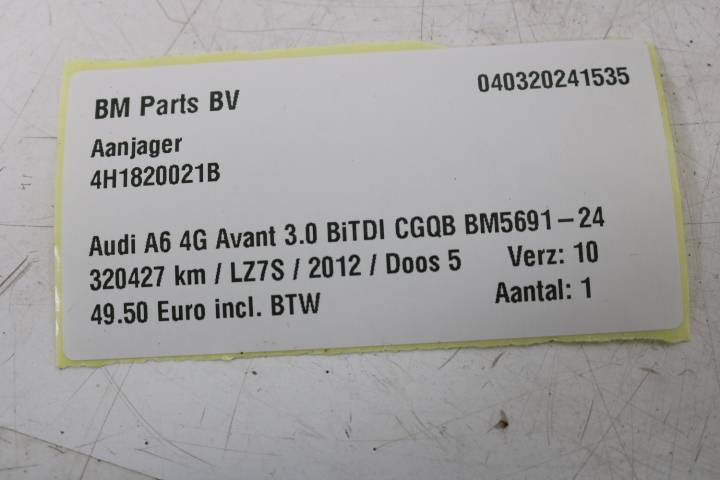 BM Parts BV 040320241535
Aanjager
4H1820021B
Audi A6 4G Avant 3.0 BiTDI CGQB BM5691-24
320427 km / LZ7S / 2012 / Doos 5 Verz: 10
49.50 Euro incl. BTW Aantal: 1